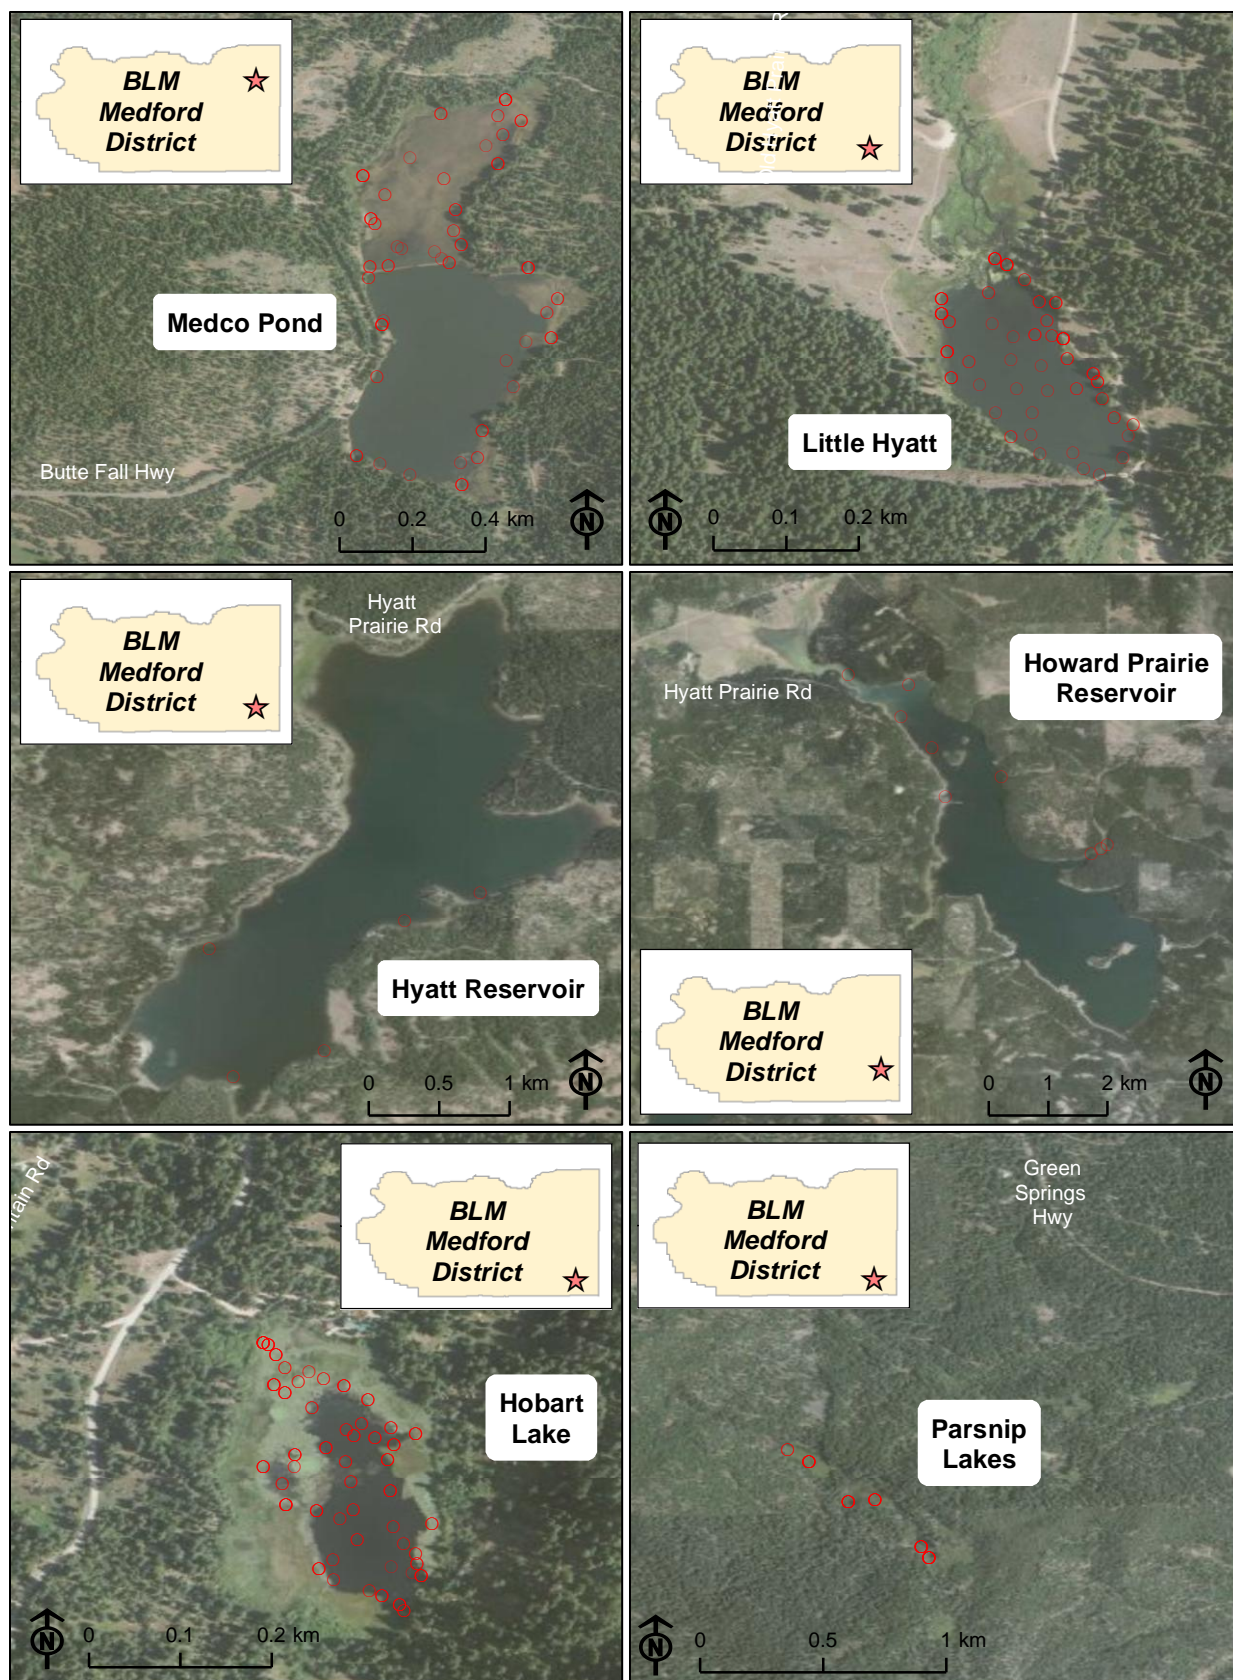 BLM
Medford
District
Medco Pond
Butte Fall Hwy
0 0.2 0.4 km
N
BLM
Medford
District
Little Hyatt
0 0.1 0.2 km
N
Hyatt
Prairie Rd
BLM
Medford
District
Hyatt Reservoir
0 0.5 1 km
N
Howard Prairie
Reservoir
Hyatt Prairie Rd
BLM
Medford
District
0 1 2 km
N
ntain Rd
BLM
Medford
District
Hobart
Lake
N
0 0.1 0.2 km
Green
Springs
Hwy
BLM
Medford
District
Parsnip
Lakes
N
0 0.5 1 km